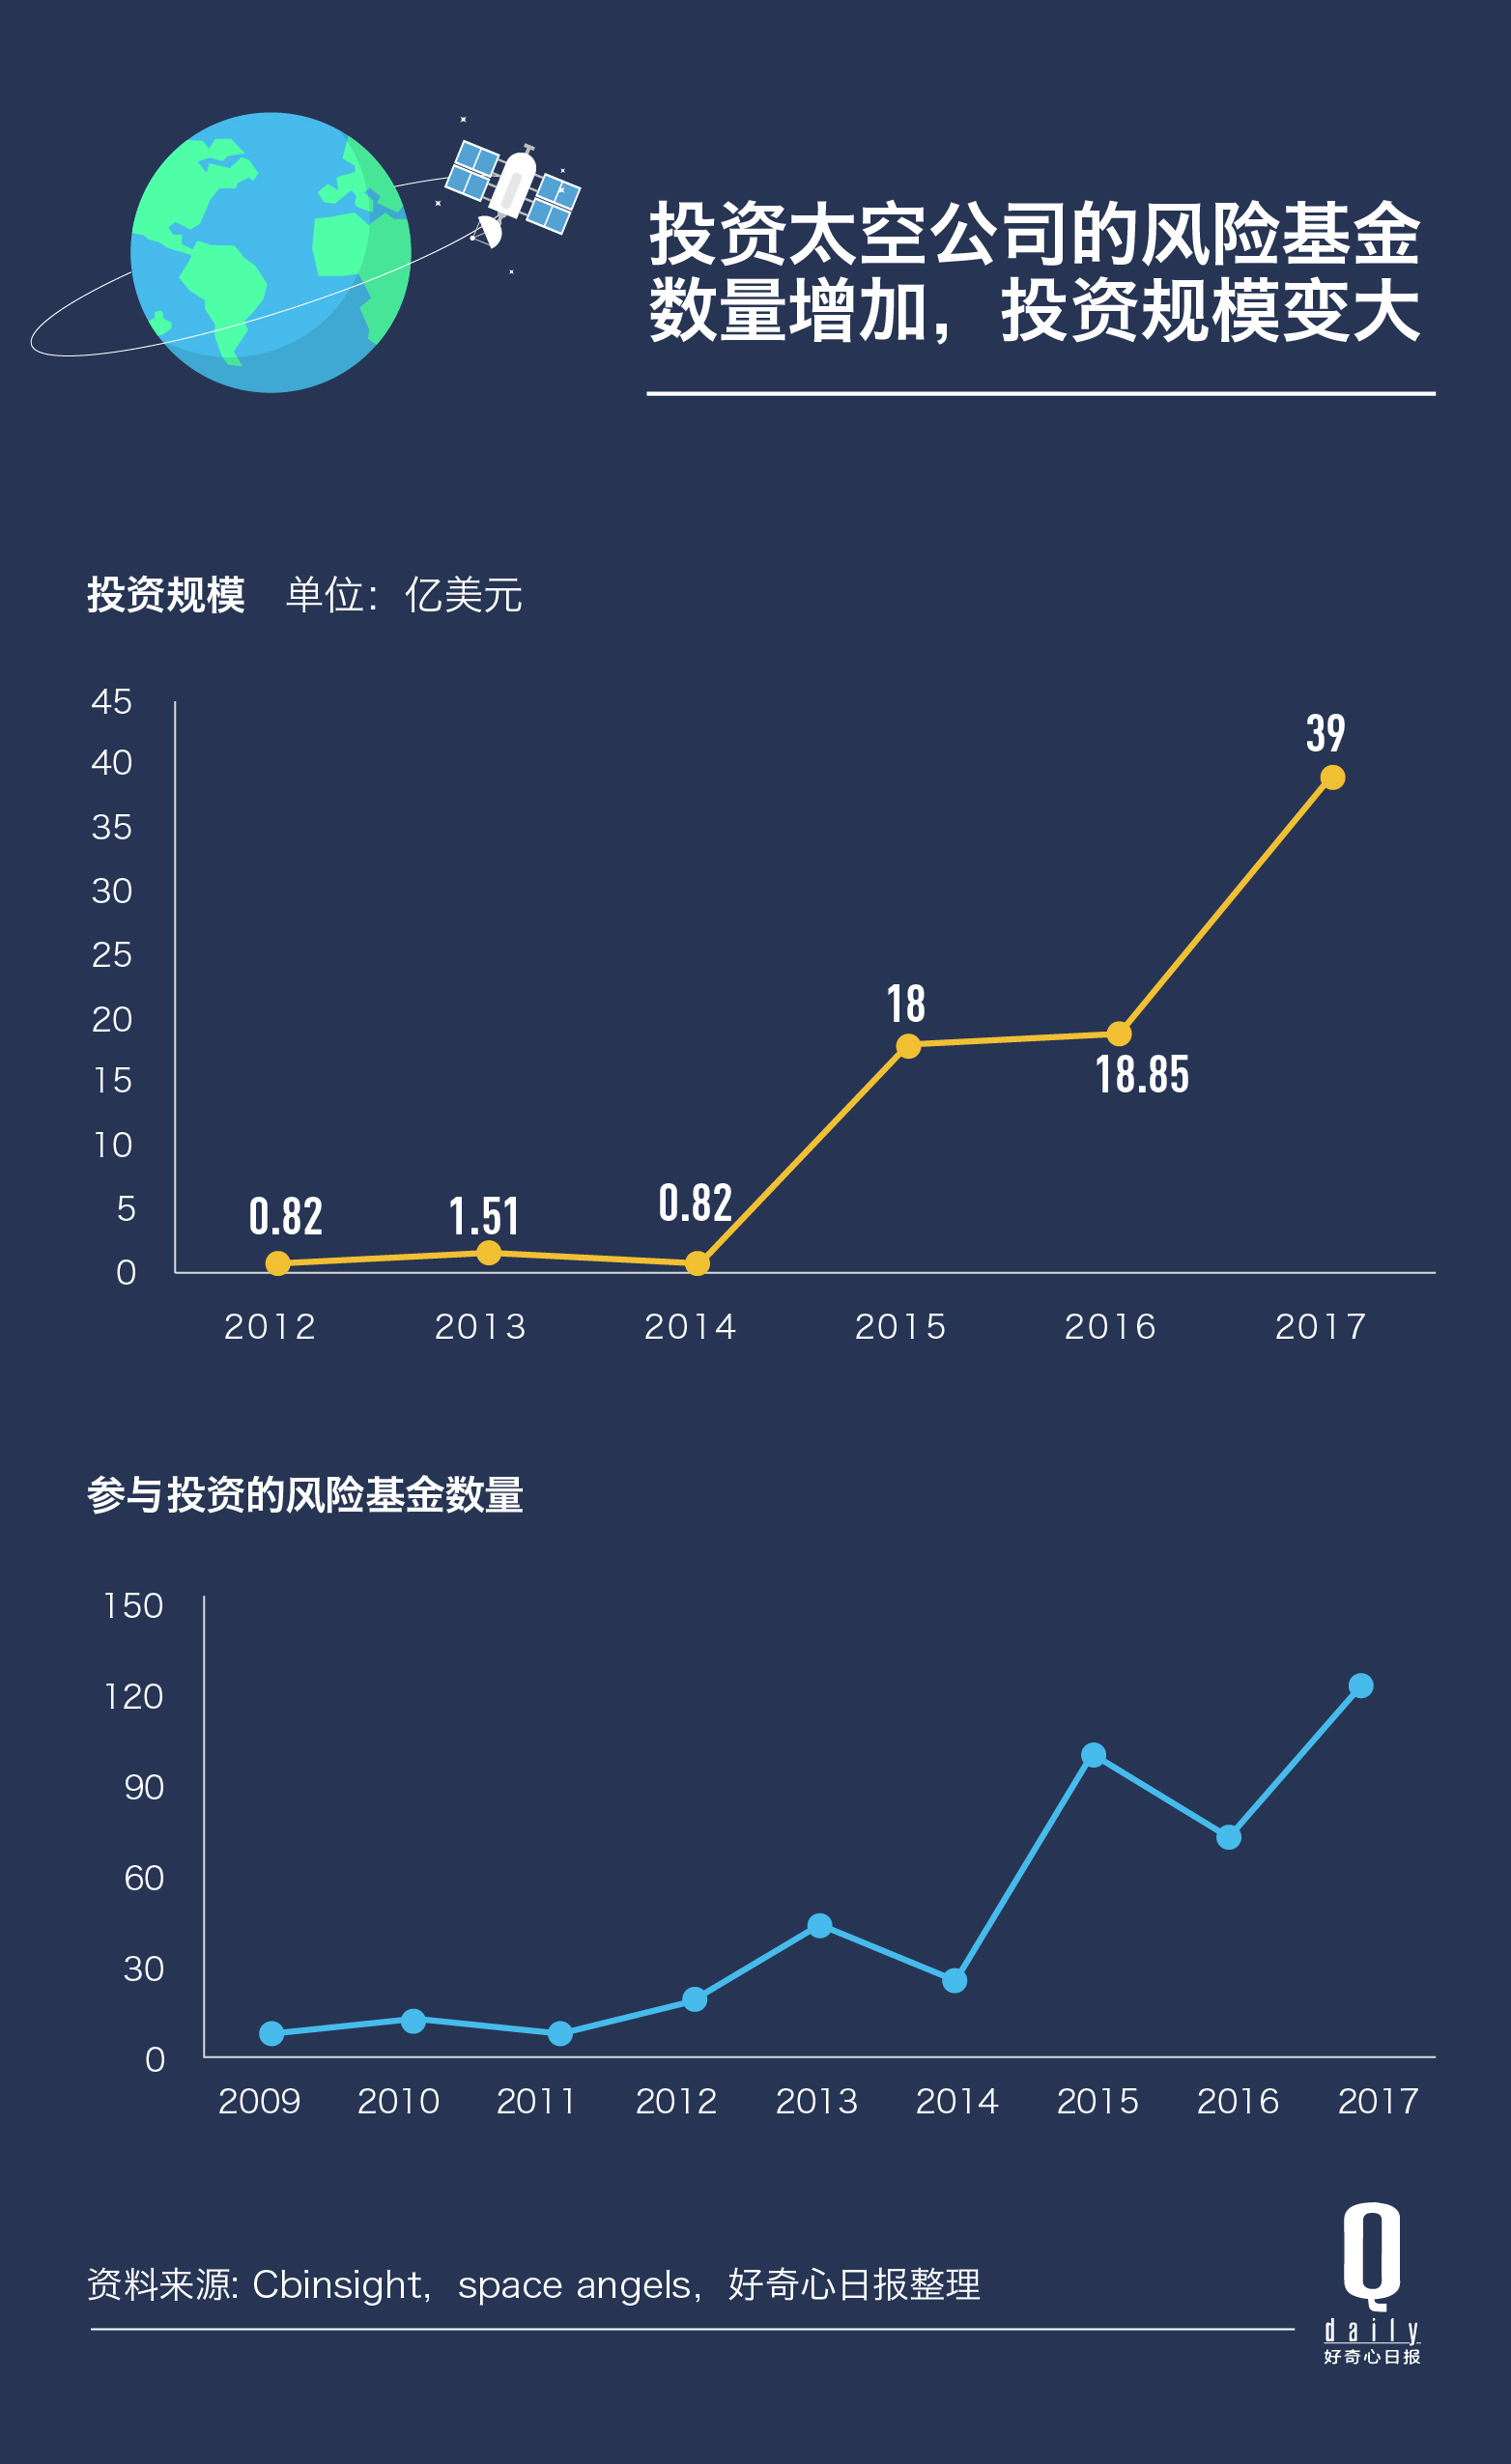 投资太空公司的风险基金
数量增加，投资规模变大
投资规模 单位：亿美元
45
40
35
30
25
20
15
10
5
0
0.82
1.51
0.82
18
18.85
39
2012 2013 2014 2015 2016 2017
参与投资的风险基金数量
150
120
90
60
30
0
2009 2010 2011 2012 2013 2014 2015 2016 2017
资料来源: Cbinsight，space angels，好奇心日报整理
Q
daily
好奇心日报